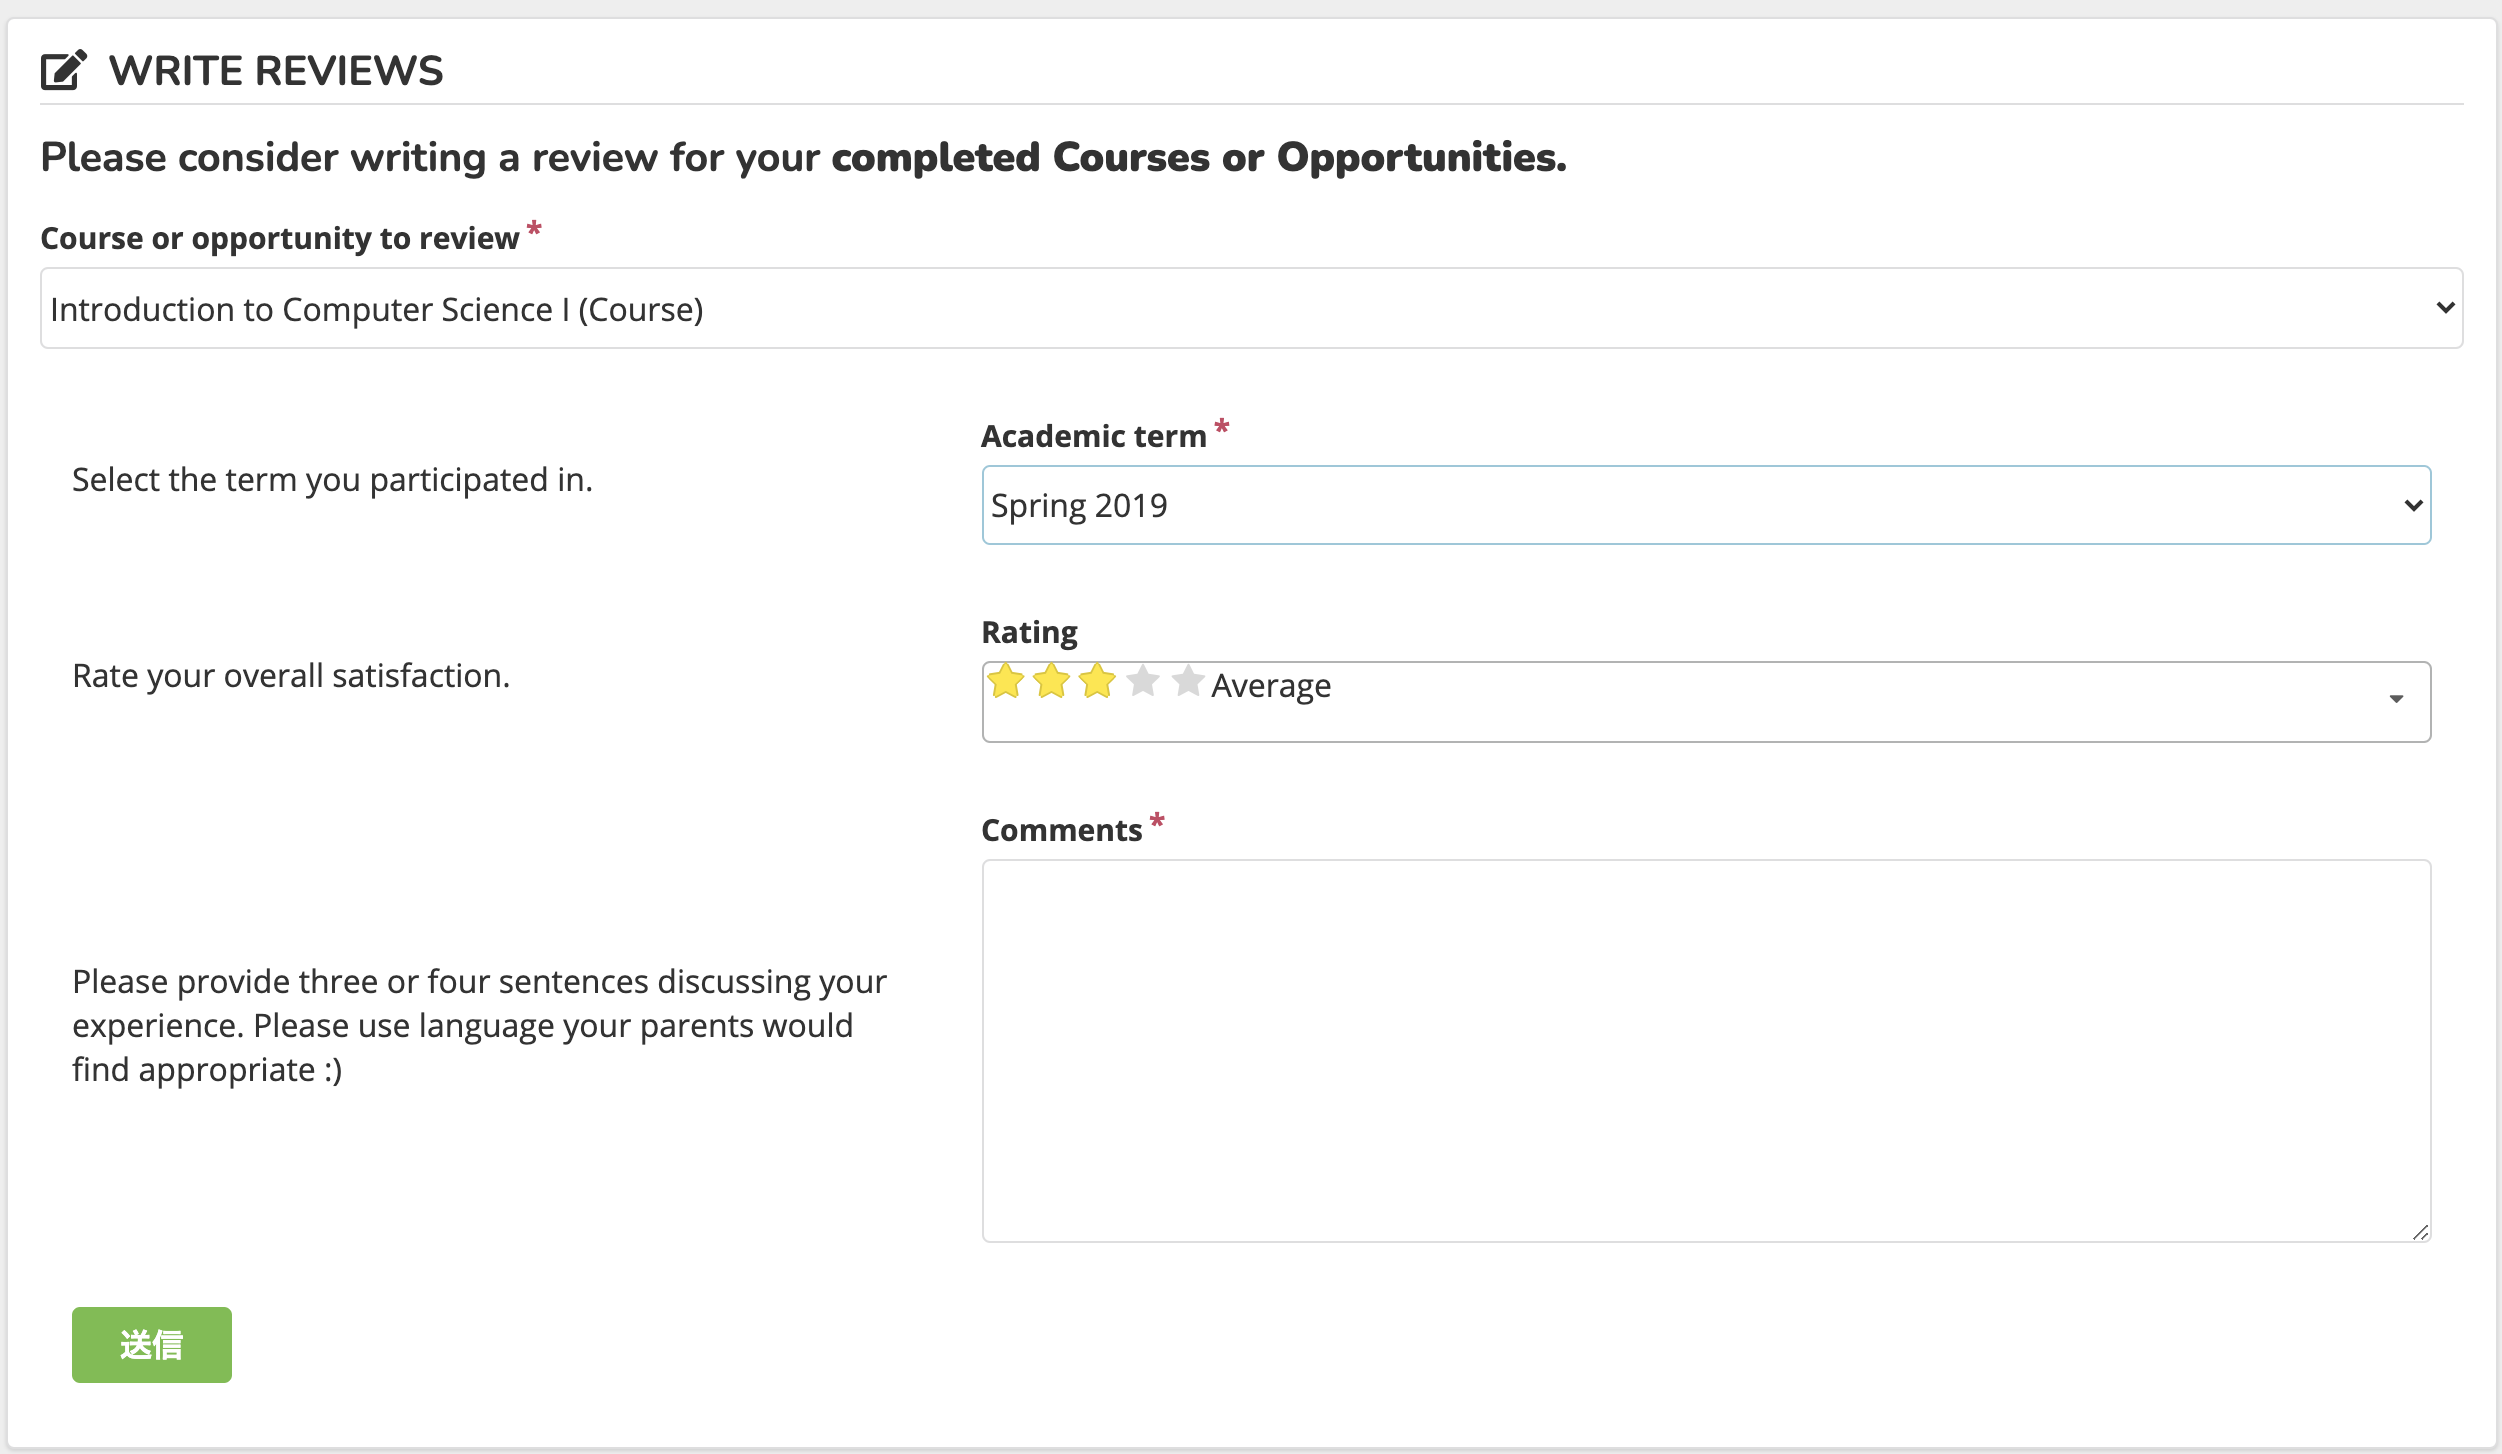 WRITE REVIEWS
Please consider writing a review for your completed Courses or Opportunities.
Course or opportunity to review *
Introduction to Computer Science I (Course)
Select the term you participated in.
Academic term *
Spring 2019
Rate your overall satisfaction.
Rating
Average
Comments *
Please provide three or four sentences discussing your
experience. Please use language your parents would
find appropriate :)
送信